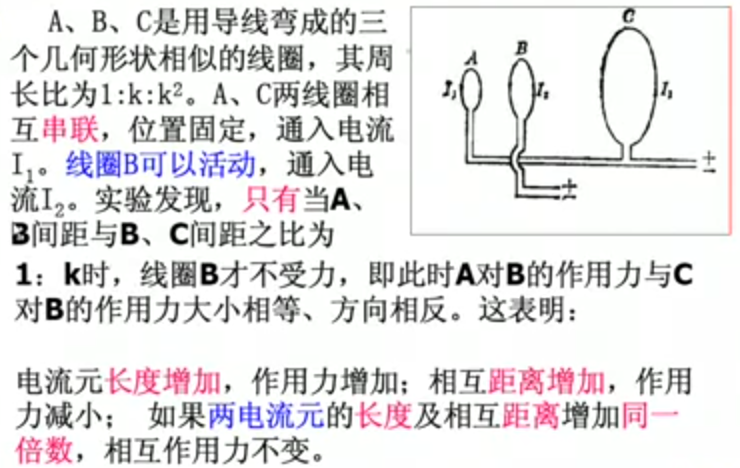 A、B、C是用导线弯成的三
个几何形状相似的线圈，其周
长比为1:k:k²。A、C两线圈相
互串联，位置固定，通入电流
I₁。线圈B可以活动，通入电
流I₂。实验发现，只有当A、
B间距与B、C间距之比为
1：k时，线圈B才不受力，即此时A对B的作用力与C
对B的作用力大小相等、方向相反。这表明：
电流元长度增加，作用力增加；相互距离增加，作用
力减小； 如果两电流元的长度及相互距离增加同一
倍数，相互作用力不变。
A
B
C
I₁
I₂
I₁
+
−
+
−